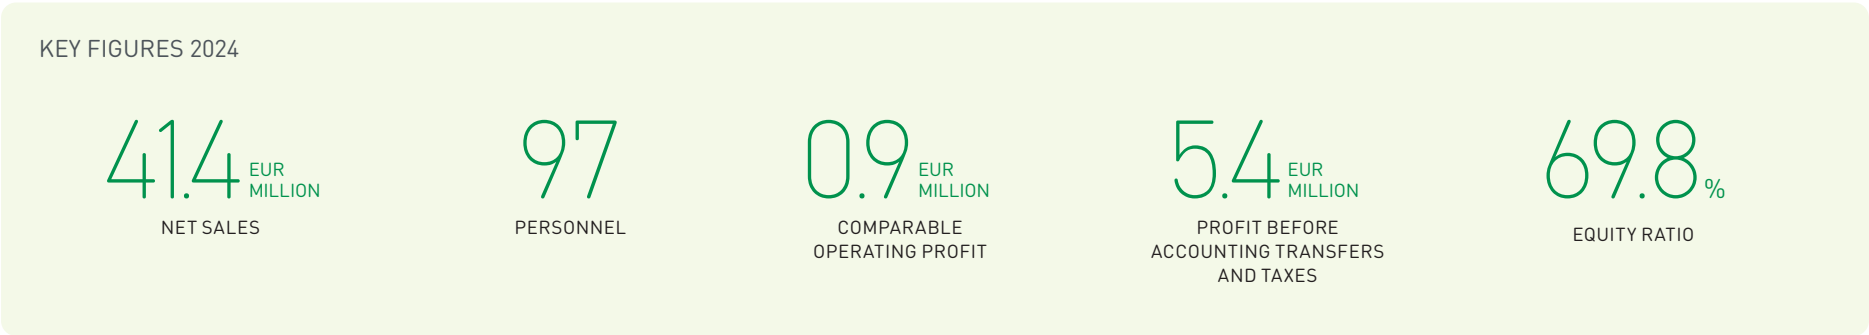 KEY FIGURES 2024
41.4 EUR MILLION
NET SALES
97
PERSONNEL
0.9 EUR MILLION
COMPARABLE
OPERATING PROFIT
5.4 EUR MILLION
PROFIT BEFORE
ACCOUNTING TRANSFERS
AND TAXES
69.8 %
EQUITY RATIO